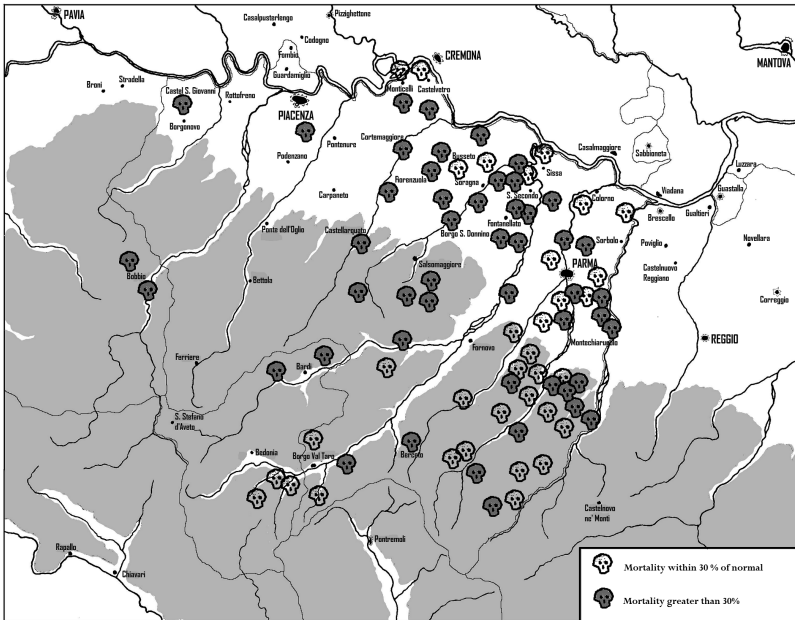 PAVIA
Casalpusterlengo
Pizzighettone
Codogno
Fombio
Guardamiglio
CREMONA
MANTOVA
Broni
Stradella
Castel S. Giovanni
Rottofreno
Borgonovo
PIACENZA
Monticelli
Castelvetro
Podenzano
Pontenure
Cortemaggiore
Busseto
Casalmaggiore
Sabbioneta
Carpaneto
Fiorenzuola
Soragna
Sissa
S. Secondo
Colorno
Viadana
Luzzara
Guastalla
Brescello
Gualtieri
Ponte dell'Oglio
Castellarquato
Fontanellato
Borgo S. Donnino
Sorbolo
Poviglio
Novellara
Bobbio
Bettola
Salsomaggiore
PARMA
Castelnuovo
Reggiano
Correggio
Ferriere
Bardi
Fornovo
Montechiarugolo
REGGIO
S. Stefano
d'Aveto
Bedonia
Borgo Val Taro
Berceto
Castelnovo
ne' Monti
Rapallo
Chiavari
Pontremoli
Mortality within 30 % of normal
Mortality greater than 30%